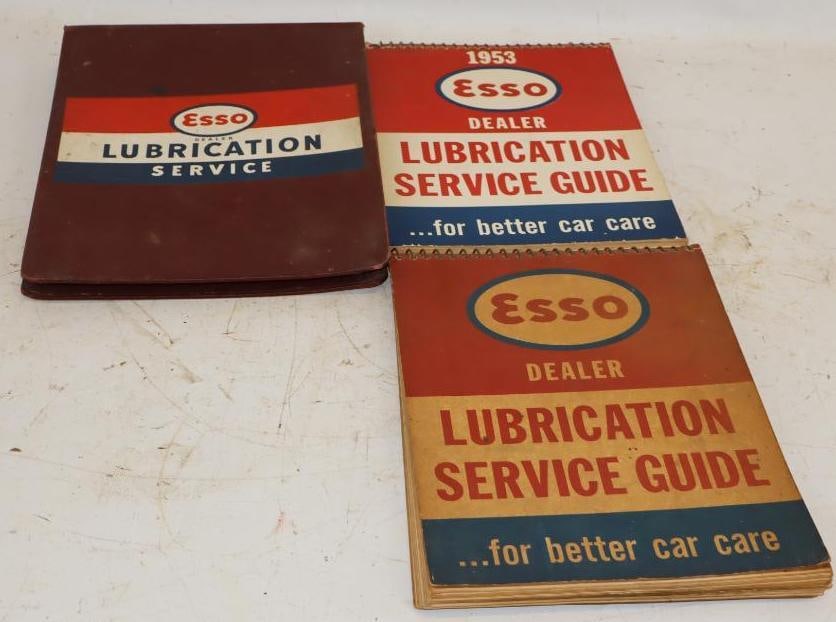 Esso
DEALER
LUBRICATION
SERVICE
1953
Esso
DEALER
LUBRICATION
SERVICE GUIDE
...for better car care
Esso
DEALER
LUBRICATION
SERVICE GUIDE
...for better car care